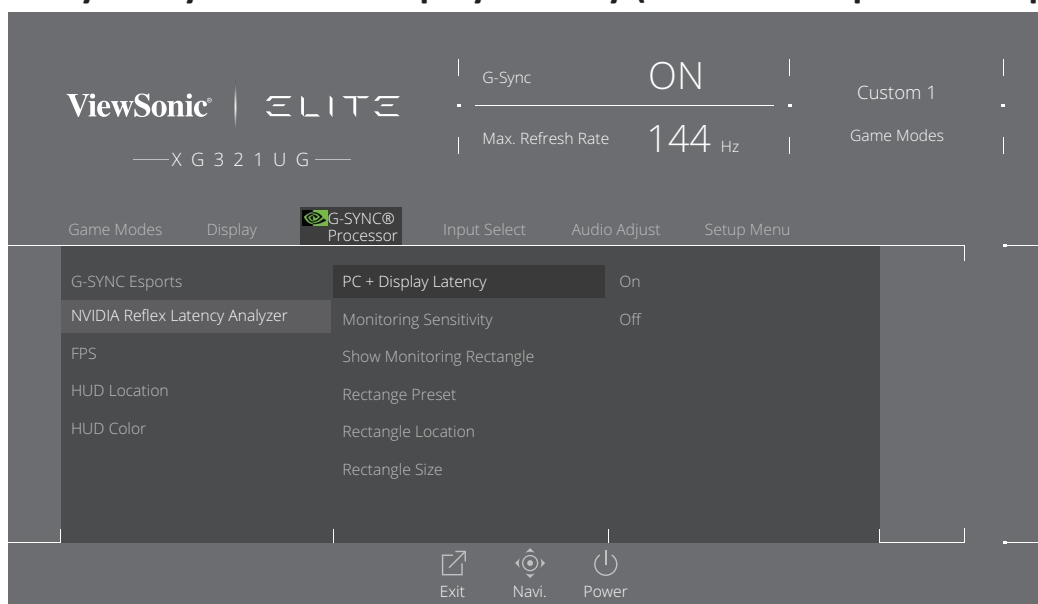 G-Sync
ON
ViewSonic® | ELITE
Custom 1
Max. Refresh Rate
144 Hz
Game Modes
XG321UG
Game Modes
Display
G-SYNC®
Processor
Input Select
Audio Adjust
Setup Menu
G-SYNC Esports
PC + Display Latency
On
NVIDIA Reflex Latency Analyzer
Monitoring Sensitivity
Off
FPS
Show Monitoring Rectangle
HUD Location
Rectange Preset
HUD Color
Rectangle Location
Rectangle Size
Exit
Navi.
Power